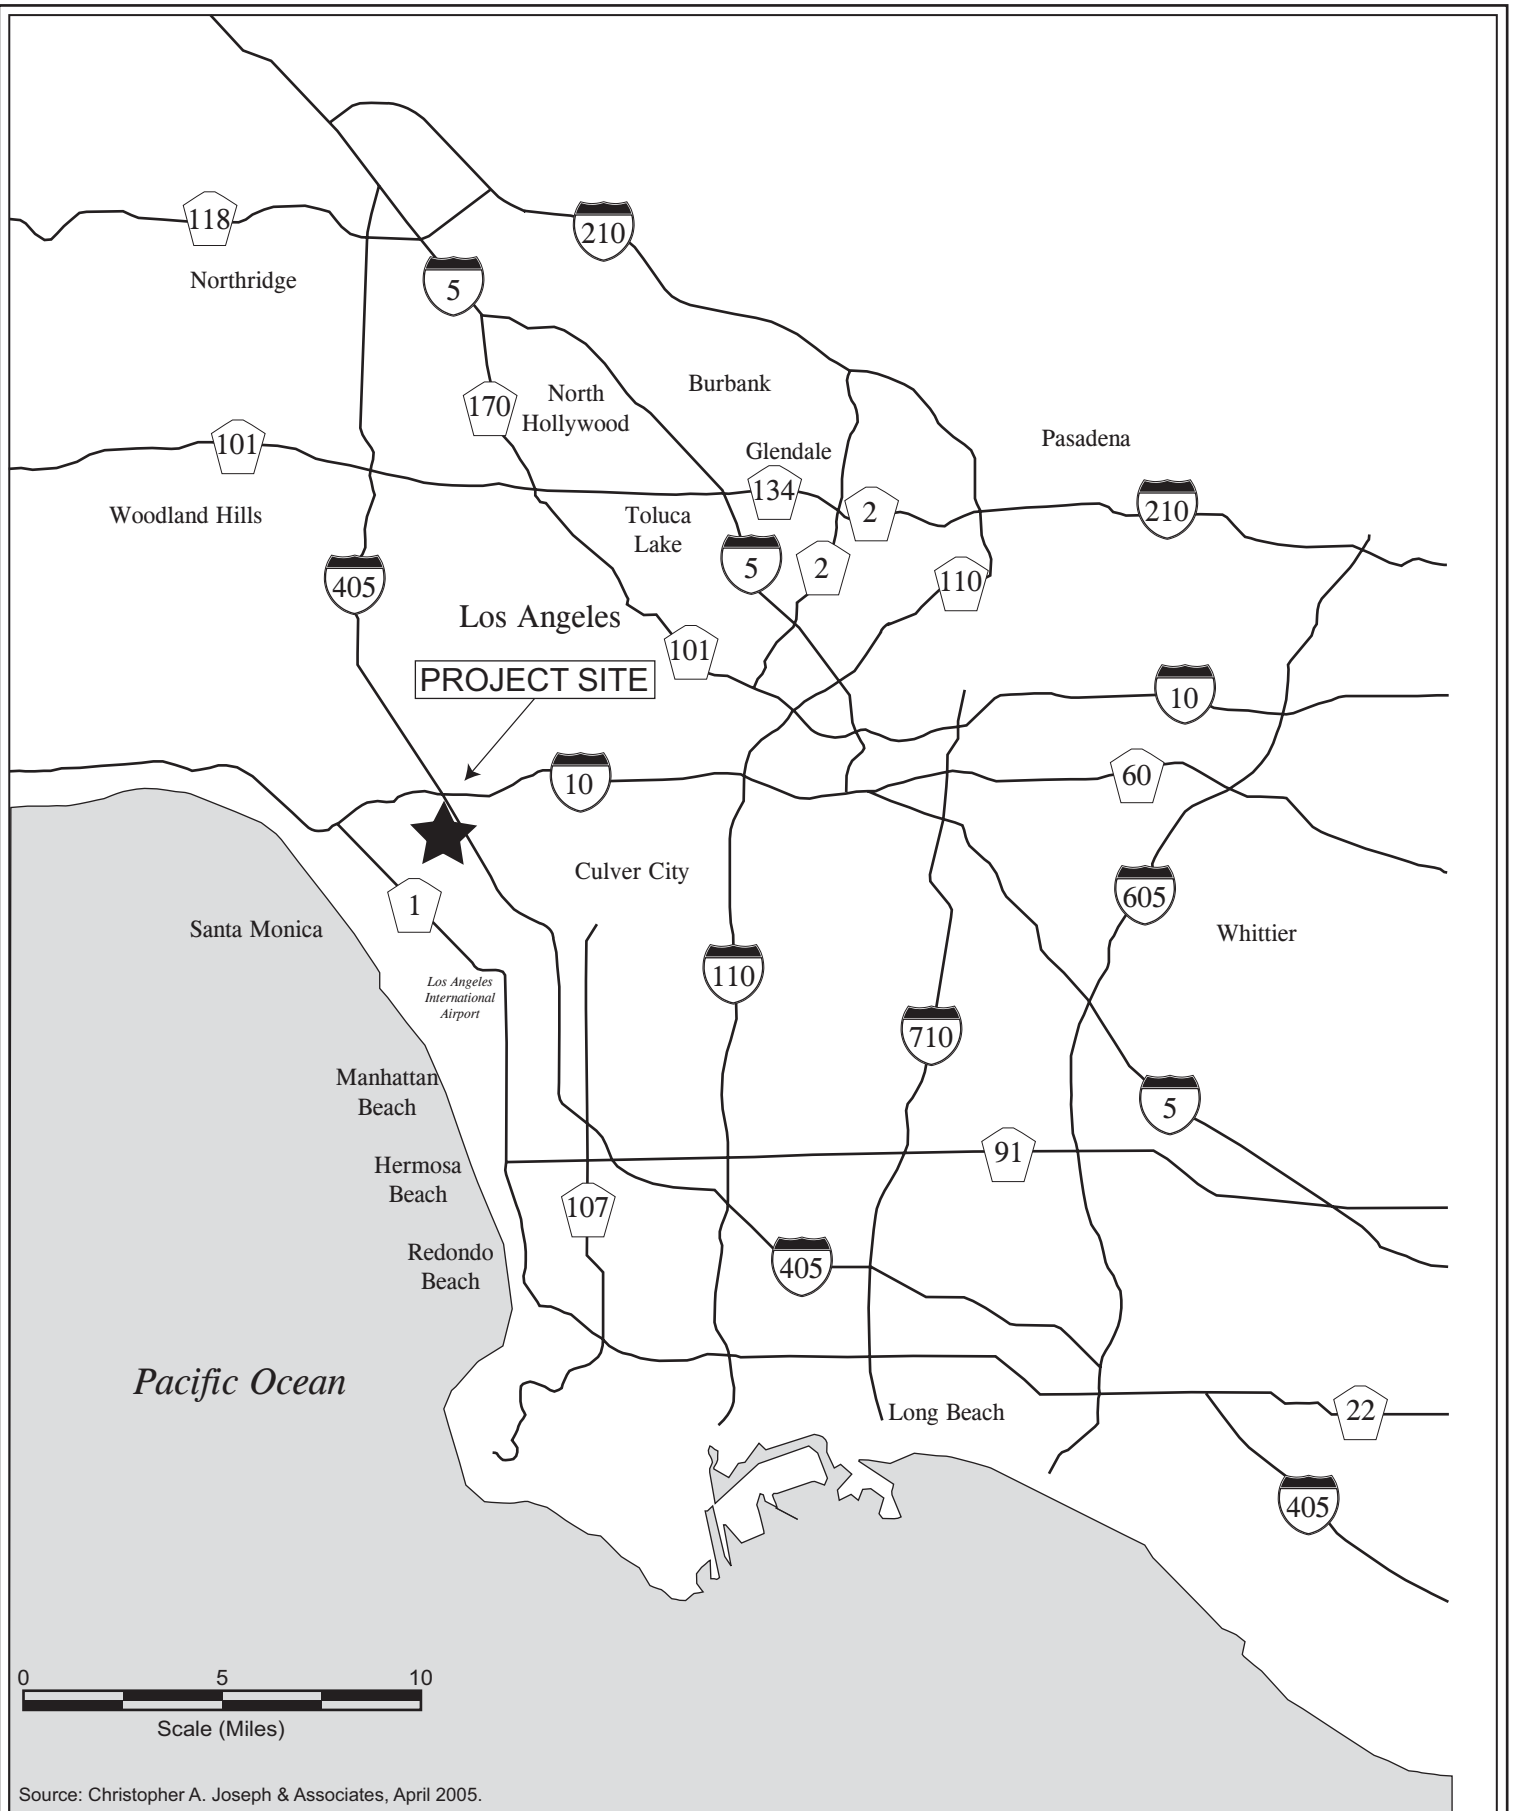 118
210
Northridge
5
Burbank
North
Hollywood
170
Pasadena
101
Glendale
134
2
210
Woodland Hills
Toluca
Lake
405
5
2
110
Los Angeles
101
PROJECT SITE
10
10
60
Culver City
605
1
Santa Monica
Whittier
110
Los Angeles
International
Airport
710
Manhattan
Beach
5
91
Hermosa
Beach
107
Redondo
Beach
405
Pacific Ocean
Long Beach
22
405
0 5 10
Scale (Miles)
Source: Christopher A. Joseph & Associates, April 2005.